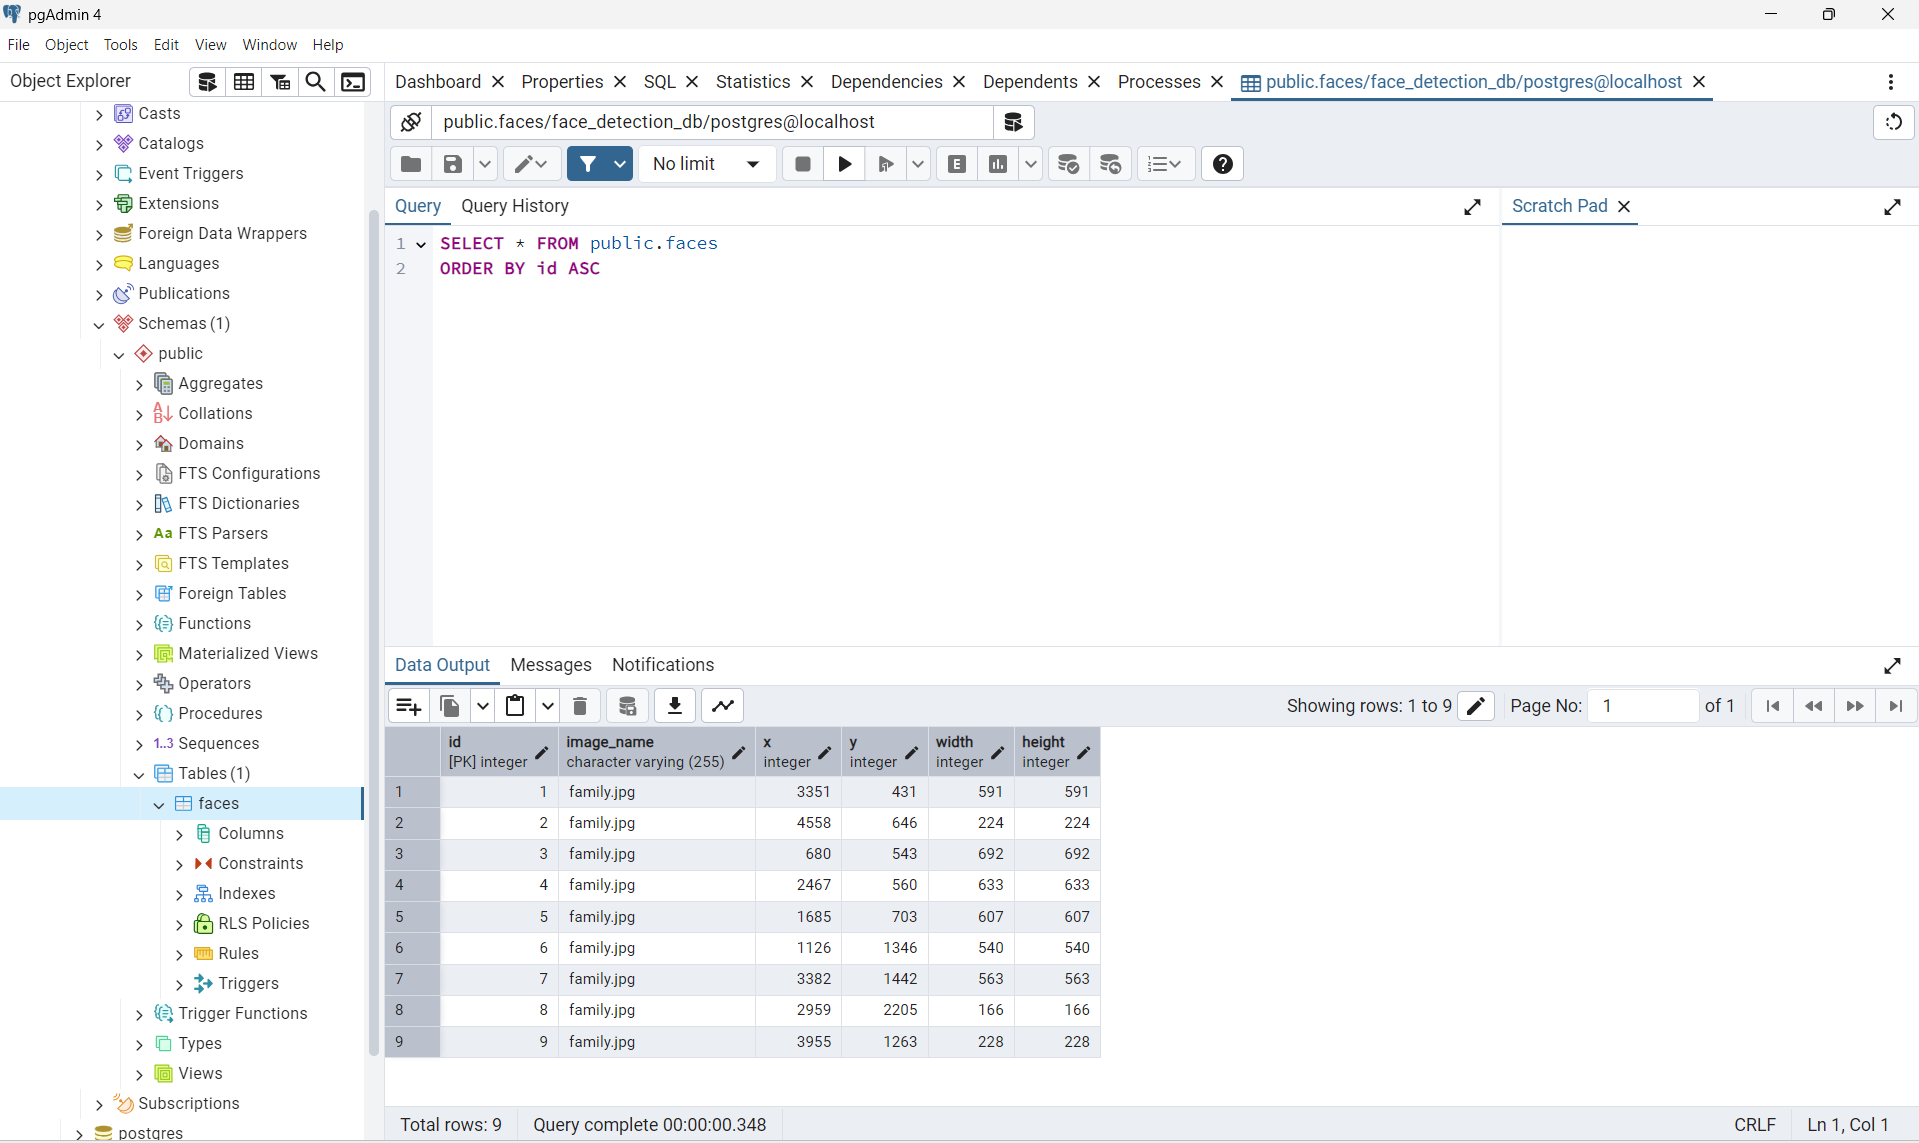 pgAdmin 4
File Object Tools Edit View Window Help
Object Explorer
Dashboard Properties SQL Statistics Dependencies Dependents Processes public.faces/face_detection_db/postgres@localhost
Casts
Catalogs
Event Triggers
Extensions
Foreign Data Wrappers
Languages
Publications
Schemas (1)
public
Aggregates
Collations
Domains
FTS Configurations
FTS Dictionaries
Aa FTS Parsers
FTS Templates
Foreign Tables
Functions
Materialized Views
Operators
Procedures
1..3 Sequences
Tables (1)
faces
Columns
Constraints
Indexes
RLS Policies
Rules
Triggers
Trigger Functions
Types
Views
Subscriptions
postgres
public.faces/face_detection_db/postgres@localhost
No limit E
Query Query History Scratch Pad
1 SELECT * FROM public.faces
2 ORDER BY id ASC
Data Output Messages Notifications
Showing rows: 1 to 9 Page No: 1 of 1
id image_name x y width height
[PK] integer character varying (255) integer integer integer integer
1 1 family.jpg 3351 431 591 591
2 2 family.jpg 4558 646 224 224
3 3 family.jpg 680 543 692 692
4 4 family.jpg 2467 560 633 633
5 5 family.jpg 1685 703 607 607
6 6 family.jpg 1126 1346 540 540
7 7 family.jpg 3382 1442 563 563
8 8 family.jpg 2959 2205 166 166
9 9 family.jpg 3955 1263 228 228
Total rows: 9 Query complete 00:00:00.348 CRLF Ln 1, Col 1